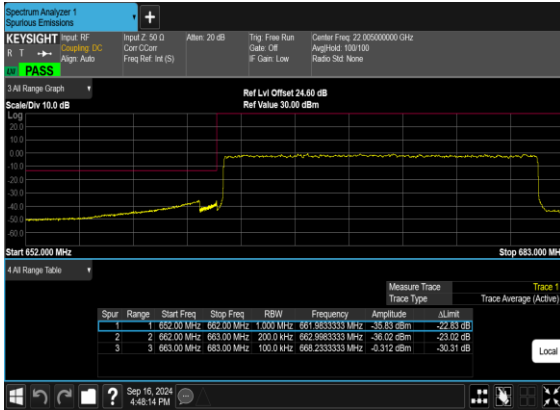 Spectrum Analyzer 1
Spurious Emissions
KEYSIGHT
R T
Input: RF
Coupling: DC
Align: Auto
Input Z: 50 Ω
Corr CCorr
Freq Ref: Int (S)
Atten: 20 dB
Trig: Free Run
Gate: Off
IF Gain: Low
Center Freq: 22.005000000 GHz
Avg|Hold: 100/100
Radio Std: None
PASS
3 All Range Graph
Scale/Div 10.0 dB
Ref Lvl Offset 24.60 dB
Ref Value 30.00 dBm
Log
20.0
10.0
0.00
-10.0
-20.0
-30.0
-40.0
-50.0
-60.0
Start 652.000 MHz
Stop 683.000 MH
4 All Range Table
Measure Trace Trace 1
Trace Type Trace Average (Active)
Spur Range Start Freq Stop Freq RBW Frequency Amplitude ΔLimit
1 1 652.00 MHz 662.00 MHz 1.000 MHz 661.9833333 MHz -35.83 dBm -22.83 dB
2 2 662.00 MHz 663.00 MHz 200.0 kHz 662.9983333 MHz -36.02 dBm -23.02 dB
3 3 663.00 MHz 683.00 MHz 100.0 kHz 668.2333333 MHz -0.312 dBm -30.31 dB
Local
Sep 16, 2024
4:48:14 PM